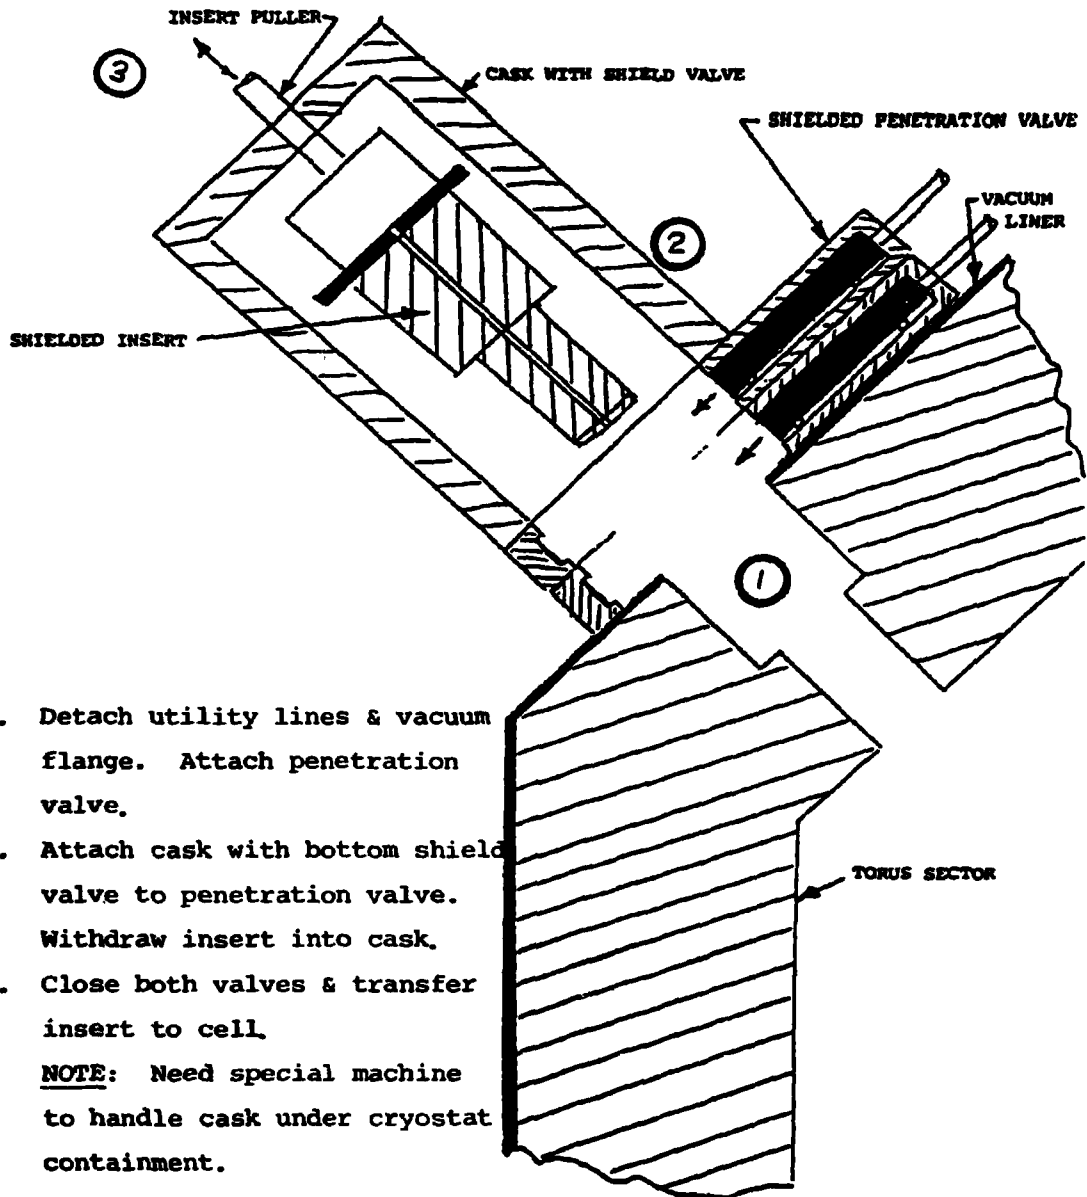 INSERT PULLER
3
CASK WITH SHIELD VALVE
SHIELDED PENETRATION VALVE
VACUUM
LINER
2
SHIELDED INSERT
1
. Detach utility lines & vacuum
flange. Attach penetration
valve.
. Attach cask with bottom shield
valve to penetration valve.
Withdraw insert into cask.
. Close both valves & transfer
insert to cell.
NOTE: Need special machine
to handle cask under cryostat
containment.
TORUS SECTOR